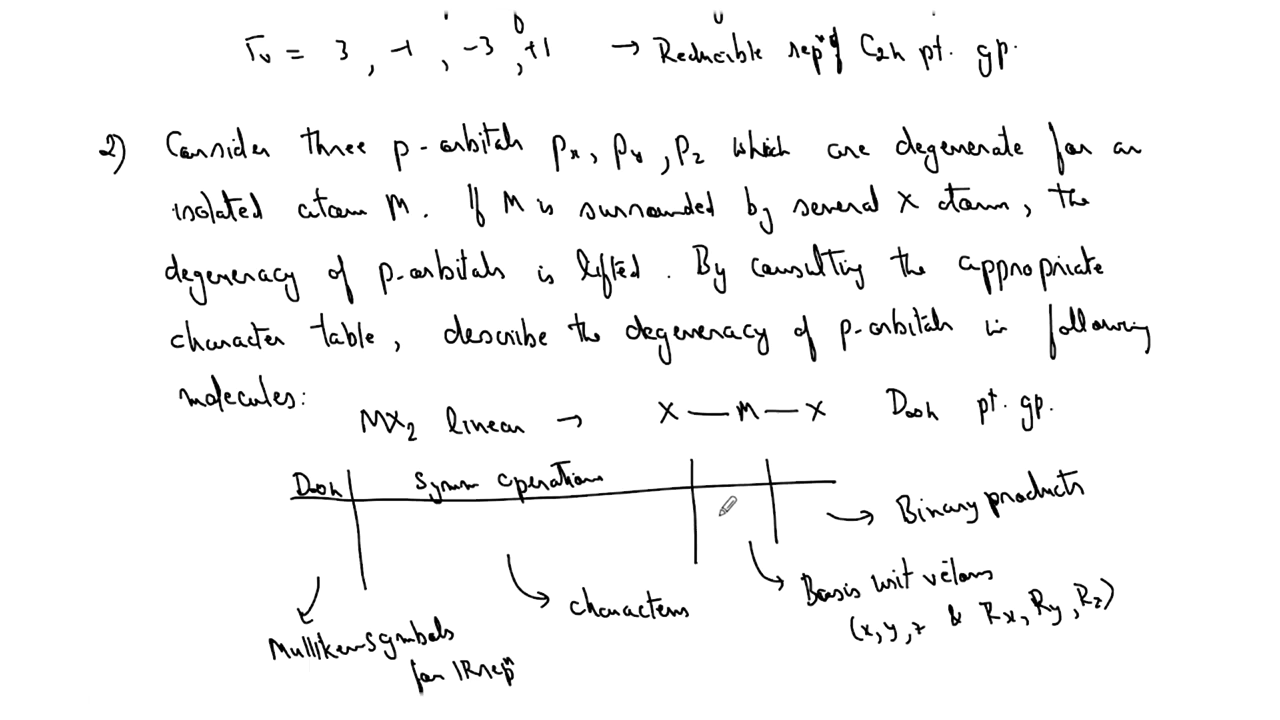 Γv = 3, -1, -3, +1 → Reducible repⁿ of C2h pt. gp.
2) Consider three p-orbitals px, py, pz which are degenerate for an
isolated atom M. If M is surrounded by several X atoms, the
degeneracy of p-orbitals is lifted. By consulting the appropriate
character table, describe the degeneracy of p-orbitals in following
molecules:
MX2 linear → X — M — X D∞h pt. gp.
D∞h Symm operations
→ Binary products
Basis unit vectors
(x, y, z & Rx, Ry, Rz)
characters
Mulliken symbols
for IRrepⁿ